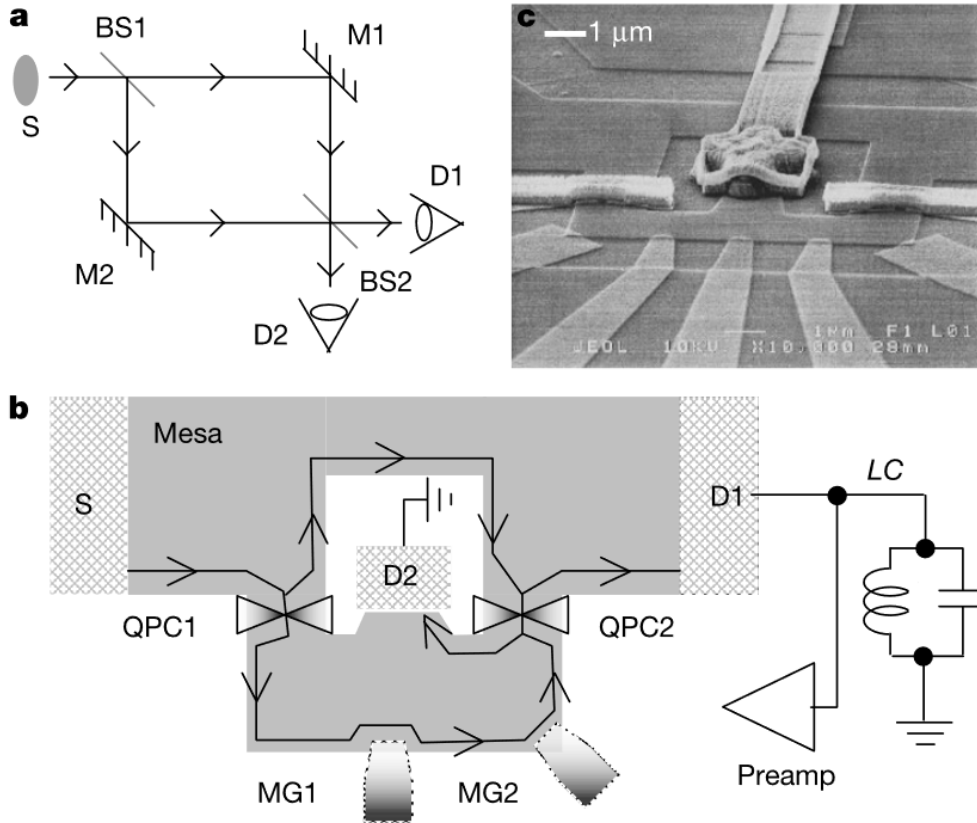 a
BS1
M1
S
D1
M2
BS2
D2
c
1 μm
1µm F1 L01
JEOL 10KV X10,000 28mm
b
Mesa
S
D2
D1
LC
QPC1
QPC2
MG1
MG2
Preamp